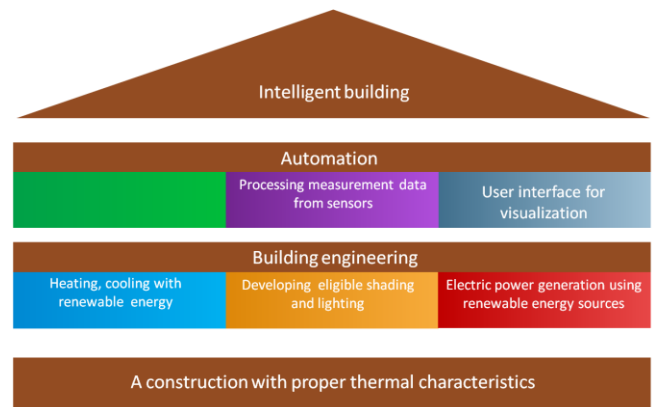 Intelligent building
Automation
Processing measurement data
from sensors
User interface for
visualization
Building engineering
Heating, cooling with
renewable energy
Developing eligible shading
and lighting
Electric power generation using
renewable energy sources
A construction with proper thermal characteristics